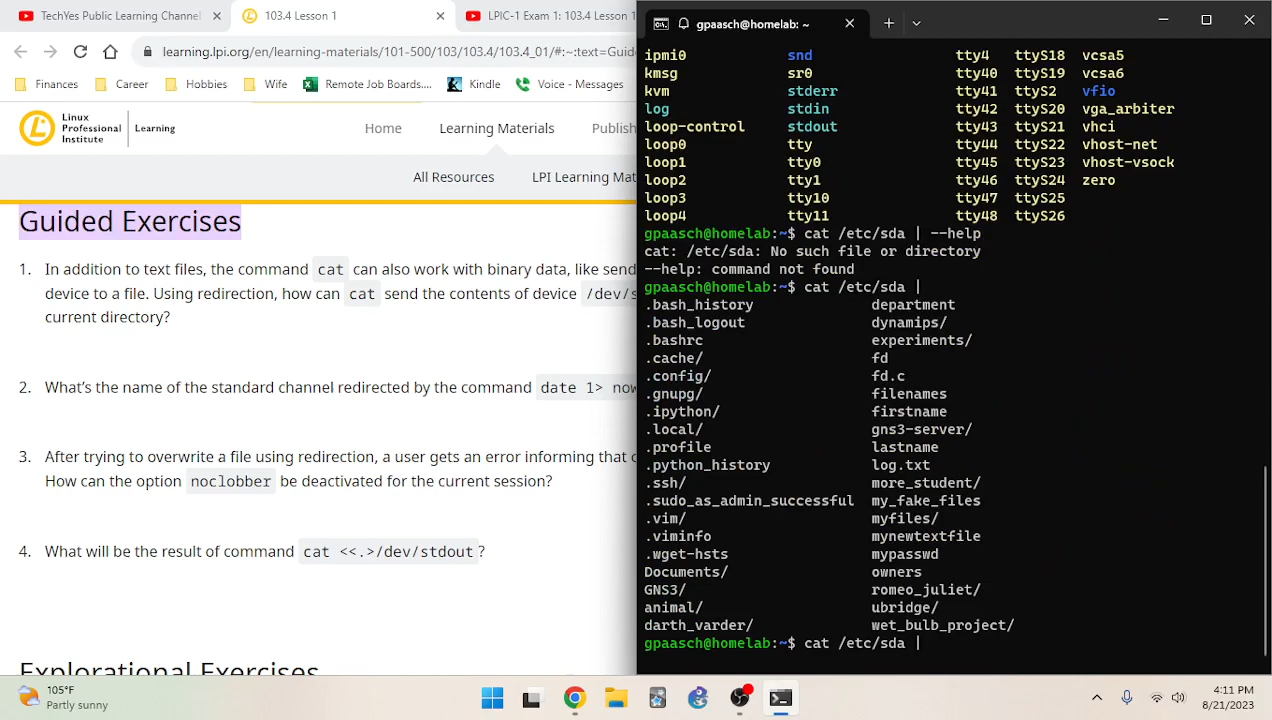 TechYes Public Learning Channel
103.4 Lesson 1
LPIC-1 Exam 1: 103.4 Lesson 1
learning.lpi.org/en/learning-materials/101-500/103/103.4/103.4_01/#:~:text=Guid
Finances
Career
Hobbies
Wife
Remote Job Boards....
Kindle
Voice - Messages
Linux
Professional
Institute
Learning
Home
Learning Materials
Publish
All Resources
LPI Learning Mat
Guided Exercises
1. In addition to text files, the command cat can also work with binary data, like send
device to a file. Using redirection, how can cat send the contents of device /dev/s
current directory?
2. What's the name of the standard channel redirected by the command date 1> now
3. After trying to overwrite a file using redirection, a user gets an error informing that
How can the option noclobber be deactivated for the current session?
4. What will be the result of command cat <<.>/dev/stdout?
Explorational Exercises
gpaasch@homelab: ~
ipmi0 snd tty4 ttyS18 vcsa5
kmsg sr0 tty40 ttyS19 vcsa6
kvm stderr tty41 ttyS2 vfio
log stdin tty42 ttyS20 vga_arbiter
loop-control stdout tty43 ttyS21 vhci
loop0 tty tty44 ttyS22 vhost-net
loop1 tty0 tty45 ttyS23 vhost-vsock
loop2 tty1 tty46 ttyS24 zero
loop3 tty10 tty47 ttyS25
loop4 tty11 tty48 ttyS26
gpaasch@homelab:~$ cat /etc/sda | --help
cat: /etc/sda: No such file or directory
--help: command not found
gpaasch@homelab:~$ cat /etc/sda |
.bash_history department
.bash_logout dynamips/
.bashrc experiments/
.cache/ fd
.config/ fd.c
.gnupg/ filenames
.ipython/ firstname
.local/ gns3-server/
.profile lastname
.python_history log.txt
.ssh/ more_student/
.sudo_as_admin_successful my_fake_files
.vim/ myfiles/
.viminfo mynewtextfile
.wget-hsts mypasswd
Documents/ owners
GNS3/ romeo_juliet/
animal/ ubridge/
darth_varder/ wet_bulb_project/
gpaasch@homelab:~$ cat /etc/sda |
105°F
Partly sunny
4:11 PM
8/21/2023